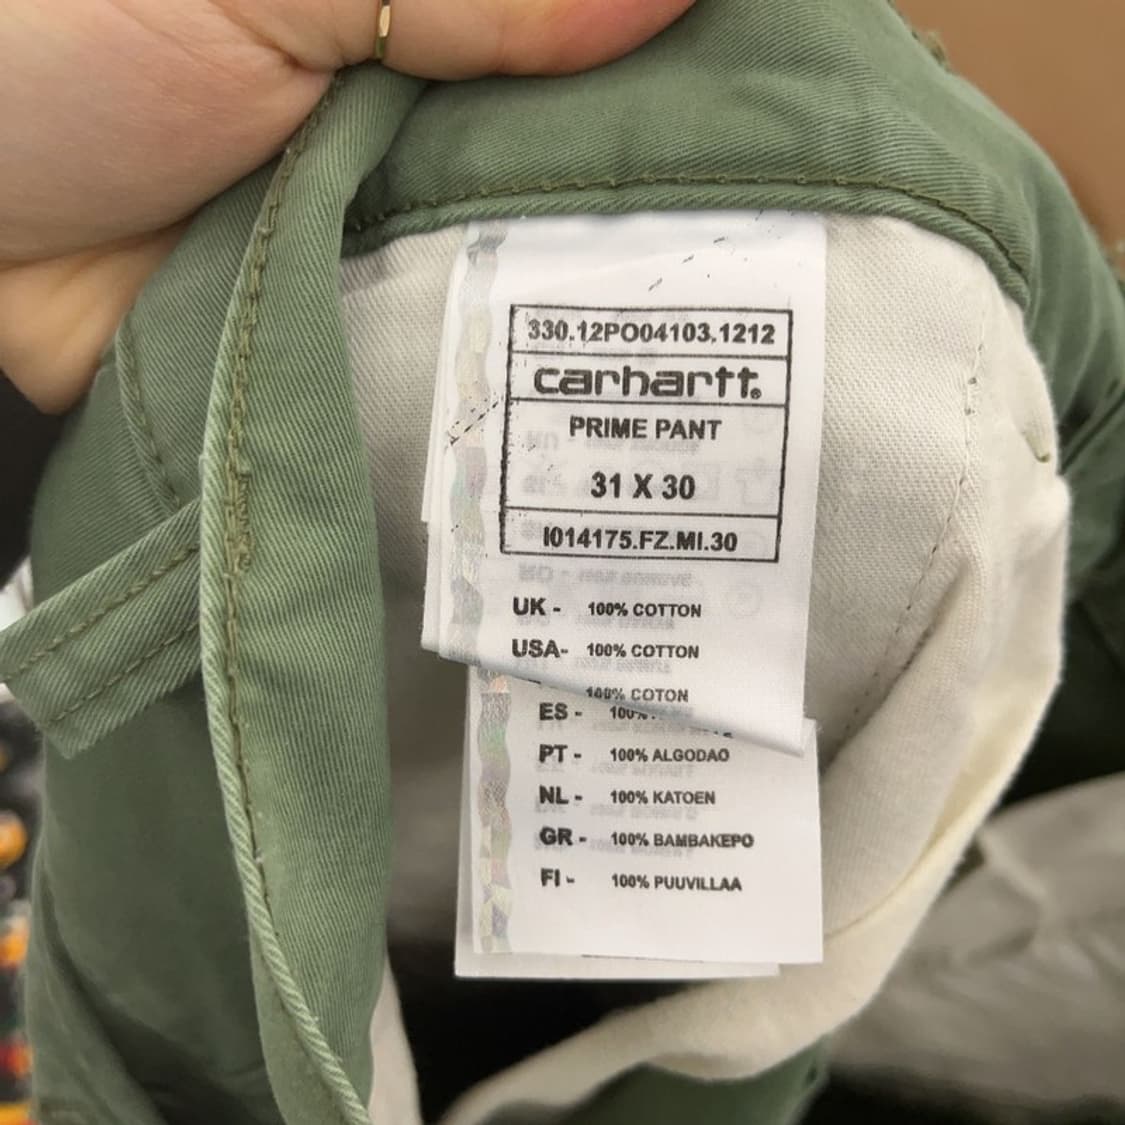 330.12PO04103.1212
carhartt.
PRIME PANT
31 X 30
I014175.FZ.MI.30
UK - 100% COTTON
USA- 100% COTTON
100% COTON
ES - 100%
PT - 100% ALGODAO
NL - 100% KATOEN
GR - 100% BAMBAKEPO
FI - 100% PUUVILLAA